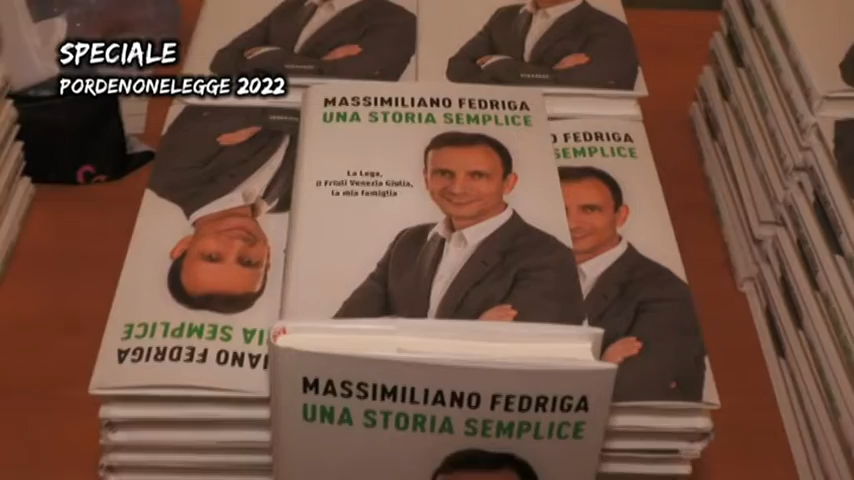 SPECIALE
PORDENONELEGGE 2022
MASSIMILIANO FEDRIGA
UNA STORIA SEMPLICE
La Lega,
il Friuli Venezia Giulia,
la mia famiglia
FEDRIGA
SEMPLICE
IA SEMPLICE
IANO FEDRIGA
MASSIMILIANO FEDRIGA
UNA STORIA SEMPLICE